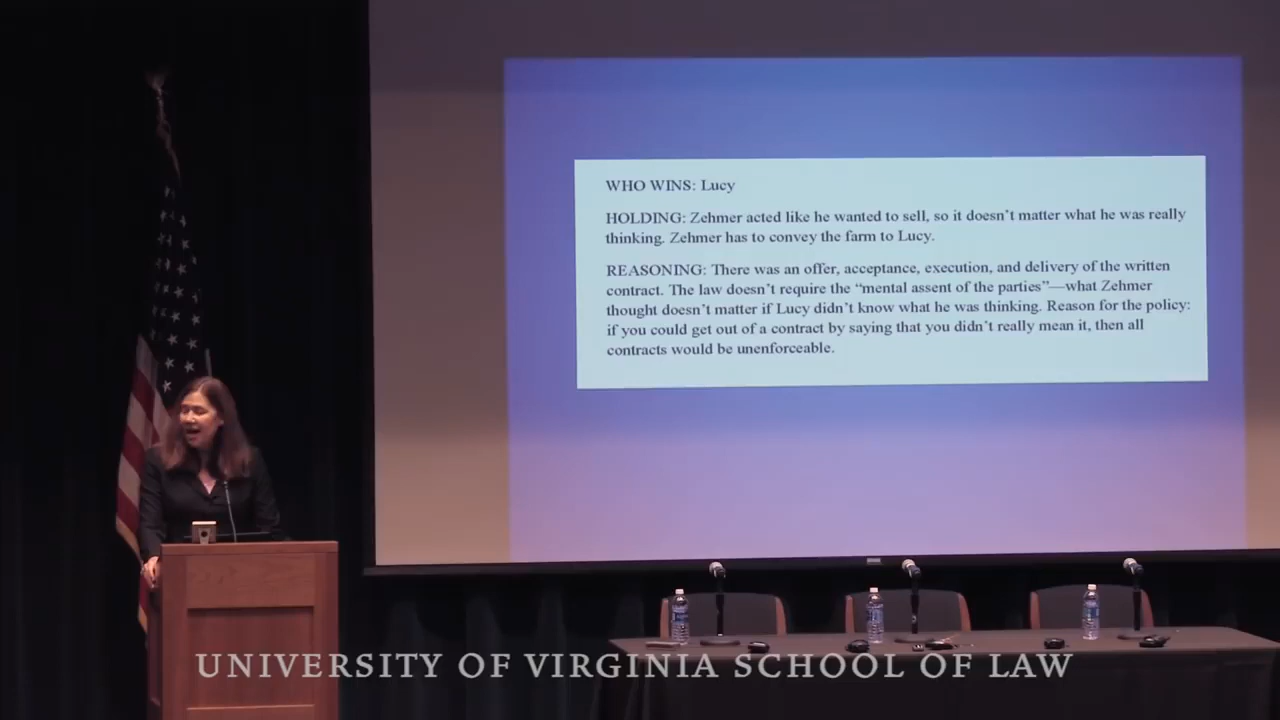 WHO WINS: Lucy
HOLDING: Zehmer acted like he wanted to sell, so it doesn't matter what he was really
thinking. Zehmer has to convey the farm to Lucy.
REASONING: There was an offer, acceptance, execution, and delivery of the written
contract. The law doesn't require the “mental assent of the parties”—what Zehmer
thought doesn't matter if Lucy didn't know what he was thinking. Reason for the policy:
if you could get out of a contract by saying that you didn't really mean it, then all
contracts would be unenforceable.
UNIVERSITY OF VIRGINIA SCHOOL OF LAW